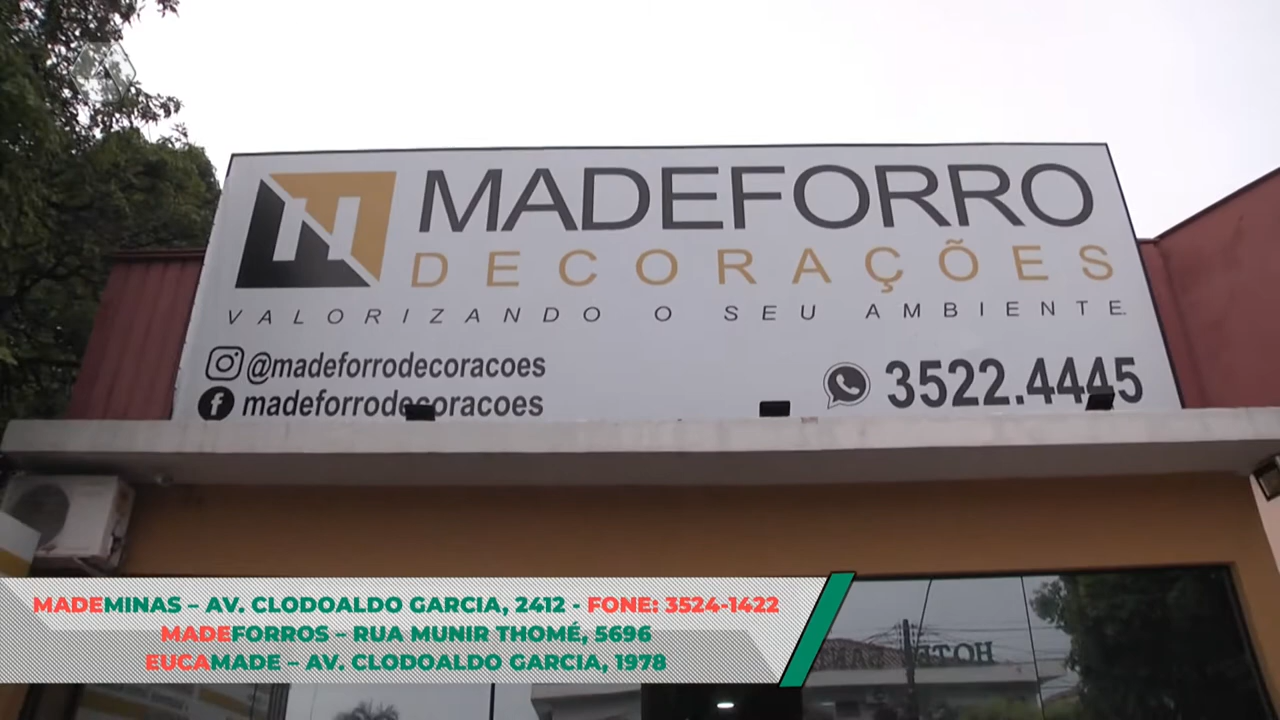 MADEFORRO
DECORAÇÕES
VALORIZANDO O SEU AMBIENTE.
@madeforrodecoracoes
madeforrodecoracoes
3522.4445
MADEMINAS – AV. CLODOALDO GARCIA, 2412 - FONE: 3524-1422
MADEFORROS – RUA MUNIR THOMÉ, 5696
EUCAMADE – AV. CLODOALDO GARCIA, 1978
HOTEL